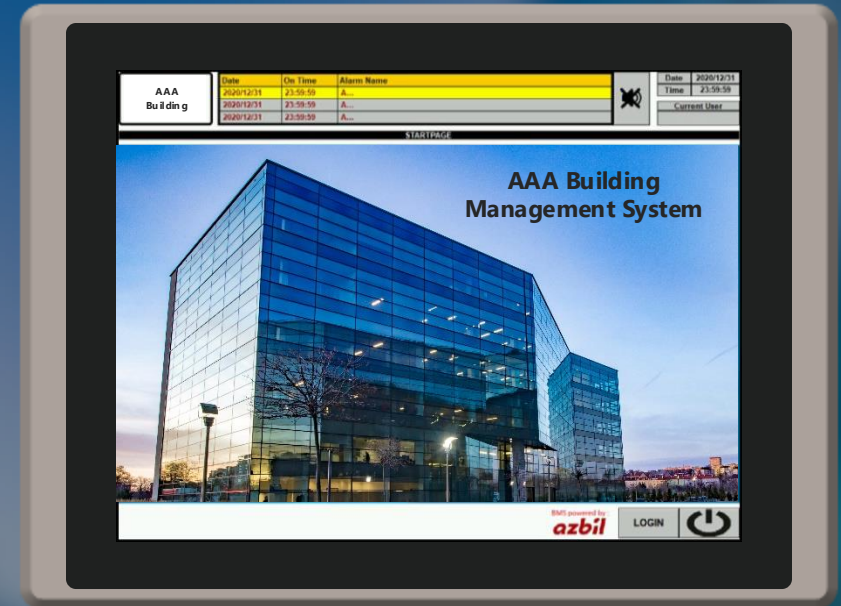 AAA
Building
Date On Time Alarm Name
2020/12/31 23:59:59 A...
2020/12/31 23:59:59 A...
2020/12/31 23:59:59 A...
Date 2020/12/31
Time 23:59:59
Current User
STARTPAGE
AAA Building
Management System
BMS powered by :
azbil
LOGIN